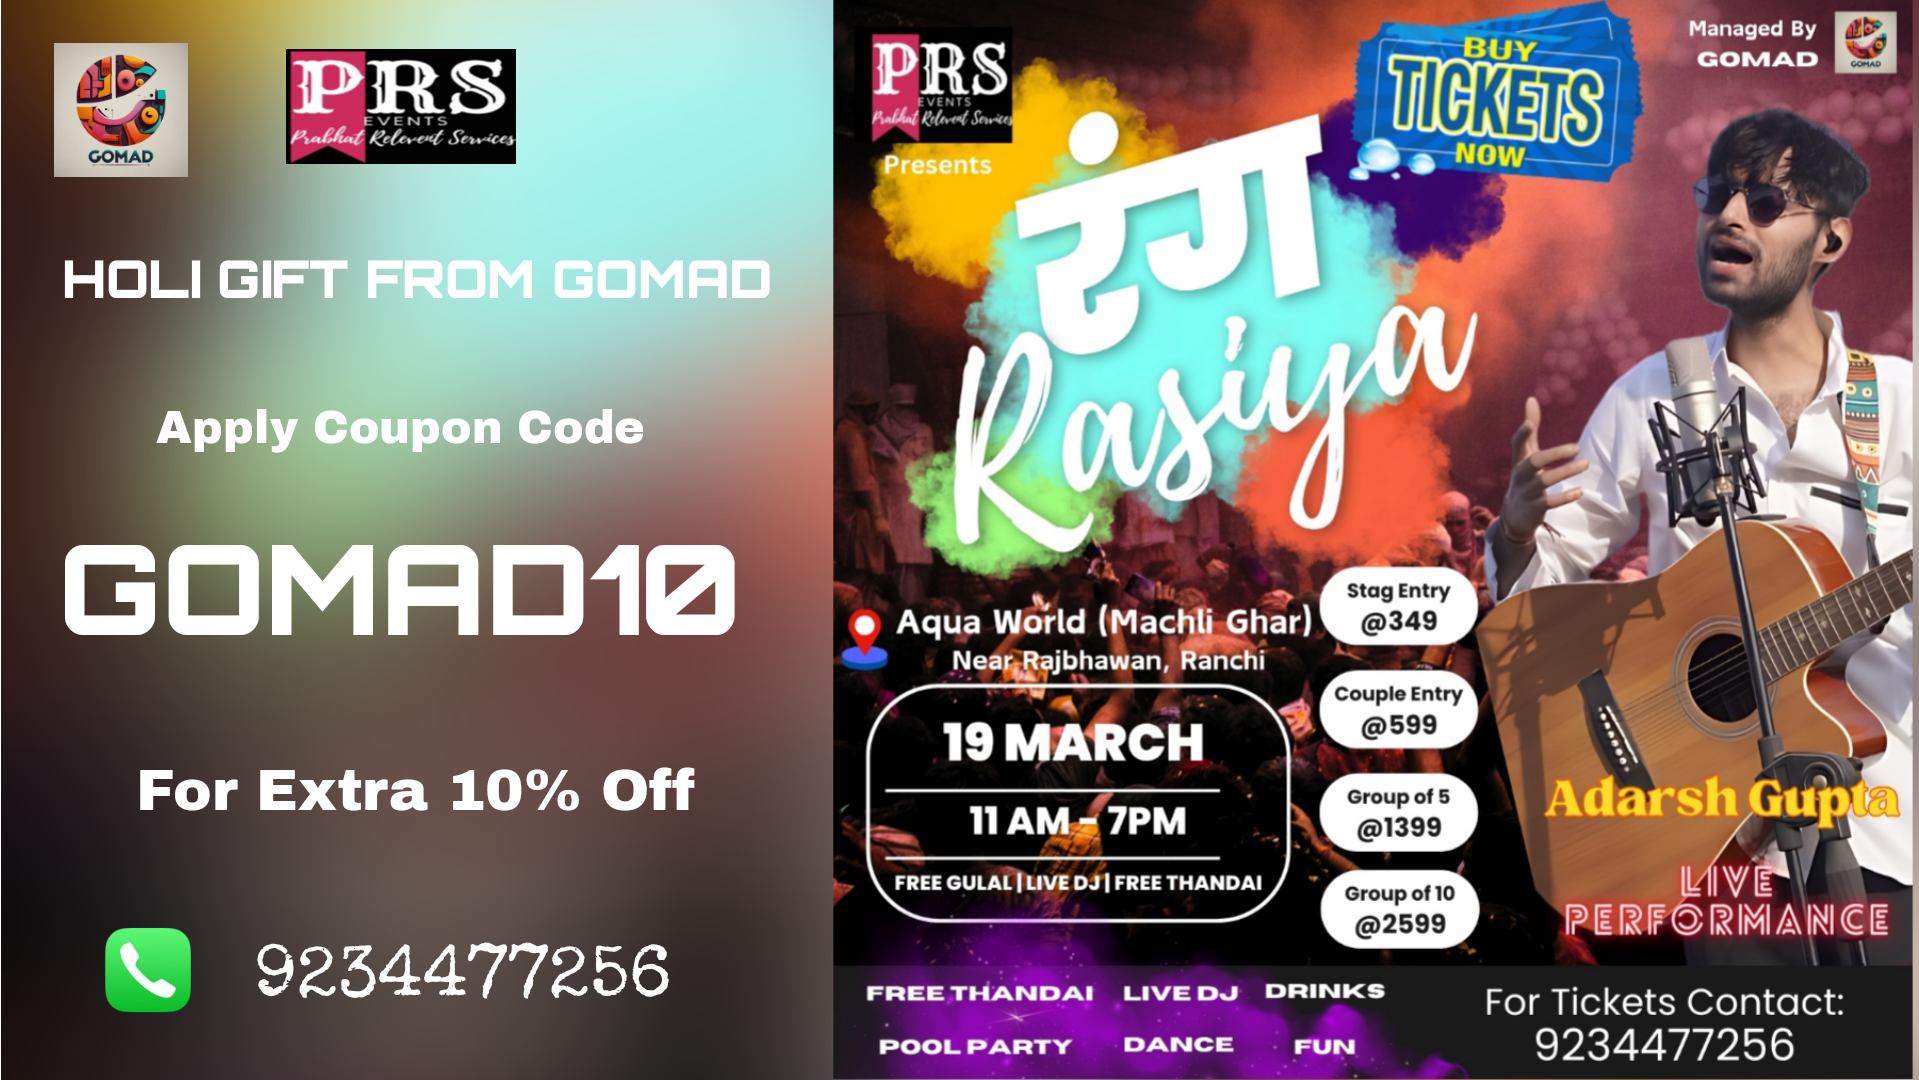 GOMAD
PRS
EVENTS
Prabhat Relevent Services
HOLI GIFT FROM GOMAD
Apply Coupon Code
GOMAD10
For Extra 10% Off
9234477256
PRS
EVENTS
Prabhat Relevent Services
Presents
BUY
TICKETS
NOW
Managed By
GOMAD
GOMAD
रंग
Rasiya
Aqua World (Machli Ghar)
Near Rajbhawan, Ranchi
19 MARCH
11 AM - 7PM
FREE GULAL | LIVE DJ | FREE THANDAI
Stag Entry
@349
Couple Entry
@599
Group of 5
@1399
Group of 10
@2599
Adarsh Gupta
LIVE
PERFORMANCE
FREE THANDAI LIVE DJ DRINKS
POOL PARTY DANCE FUN
For Tickets Contact:
9234477256